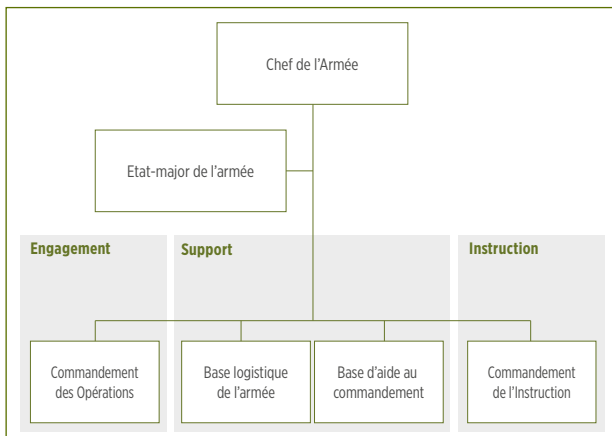 Chef de l'Armée
Etat-major de l'armée
Engagement
Support
Instruction
Commandement
des Opérations
Base logistique
de l'armée
Base d'aide au
commandement
Commandement
de l'Instruction